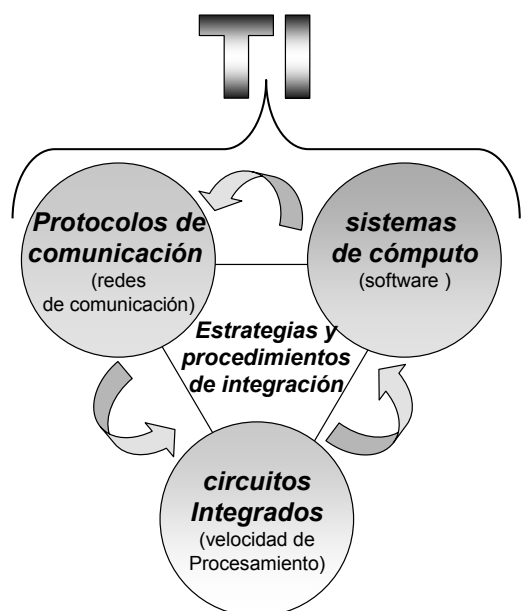 TI
Protocolos de
comunicación
(redes
de comunicación)
sistemas
de cómputo
(software )
Estrategias y
procedimientos
de integración
circuitos
Integrados
(velocidad de
Procesamiento)